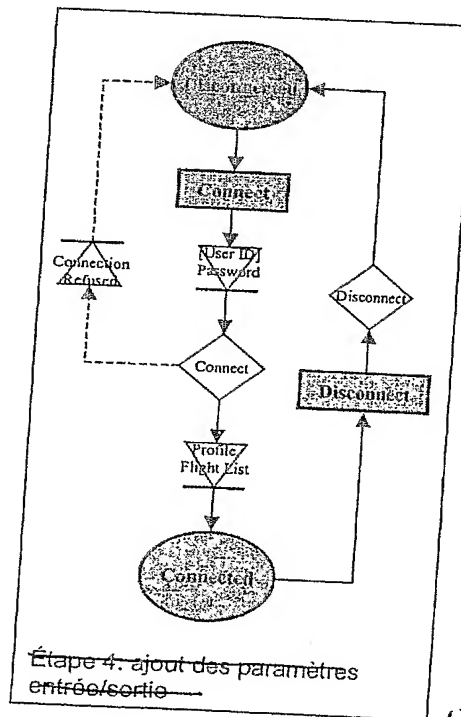 Disconnected
Connect
[User ID]
Password
Connection
Refused
Disconnect
Connect
Disconnect
Profile
Flight List
Connected
Étape 4: ajout des paramètres
entrée/sortie